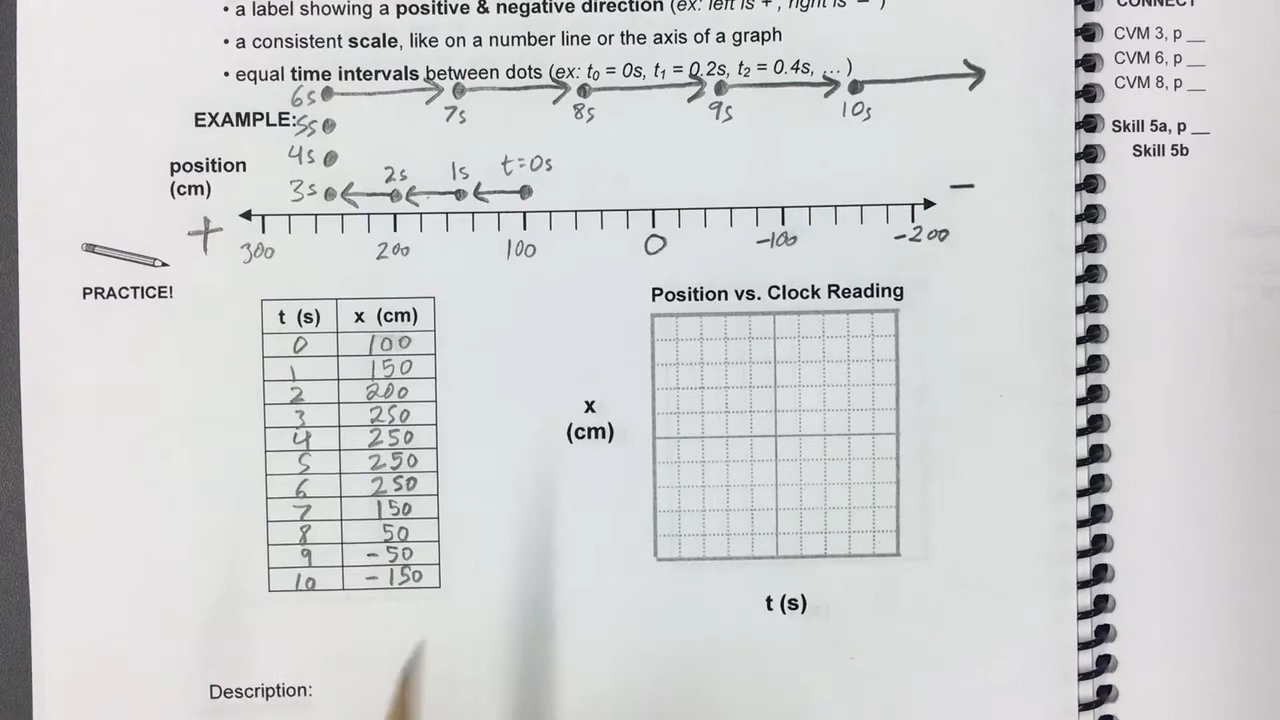 • a label showing a positive & negative direction (ex: left is +, right is − )
• a consistent scale, like on a number line or the axis of a graph
• equal time intervals between dots (ex: t₀ = 0s, t₁ = 0.2s, t₂ = 0.4s, ...)
6s
7s 8s 9s 10s
EXAMPLE: 5s
4s
position
(cm)
3s 2s 1s t=0s
+ −
300 200 100 0 -100 -200
PRACTICE!
t (s) x (cm)
0 100
1 150
2 200
3 250
4 250
5 250
6 250
7 150
8 50
9 - 50
10 - 150
Position vs. Clock Reading
x
(cm)
t (s)
Description:
CONNECT
CVM 3, p __
CVM 6, p __
CVM 8, p __
Skill 5a, p __
Skill 5b